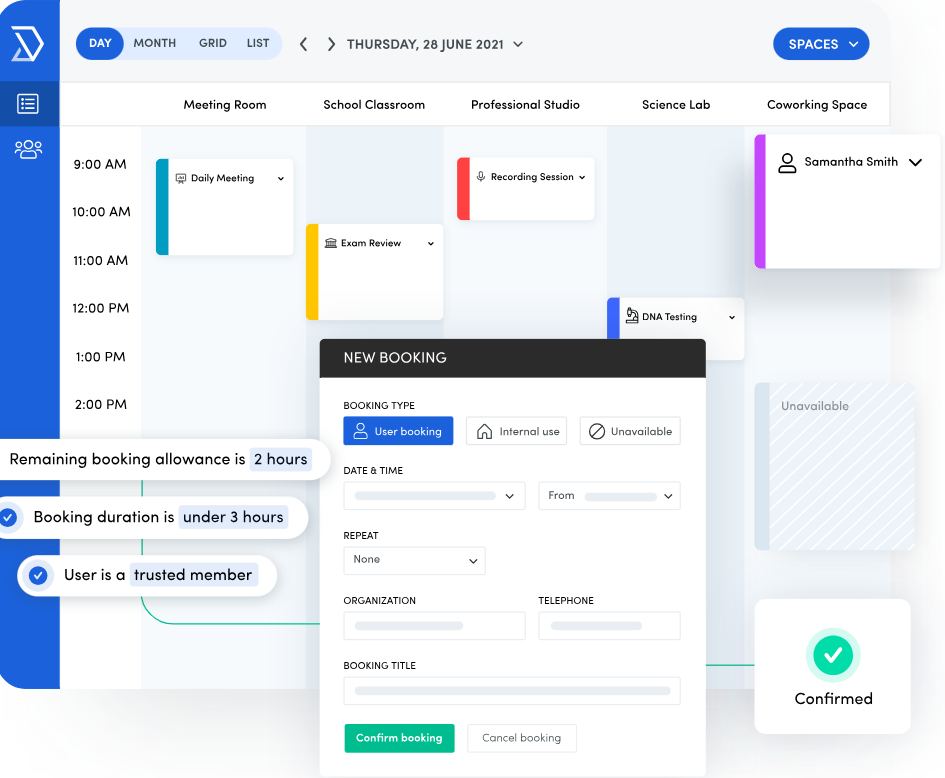 DAY MONTH GRID LIST THURSDAY, 28 JUNE 2021 SPACES
Meeting Room School Classroom Professional Studio Science Lab Coworking Space
9:00 AM
10:00 AM
11:00 AM
12:00 PM
1:00 PM
2:00 PM
Daily Meeting
Exam Review
Recording Session
DNA Testing
Samantha Smith
Unavailable
Remaining booking allowance is 2 hours
Booking duration is under 3 hours
User is a trusted member
NEW BOOKING
BOOKING TYPE
User booking Internal use Unavailable
DATE & TIME
From
REPEAT
None
ORGANIZATION TELEPHONE
BOOKING TITLE
Confirm booking Cancel booking
Confirmed